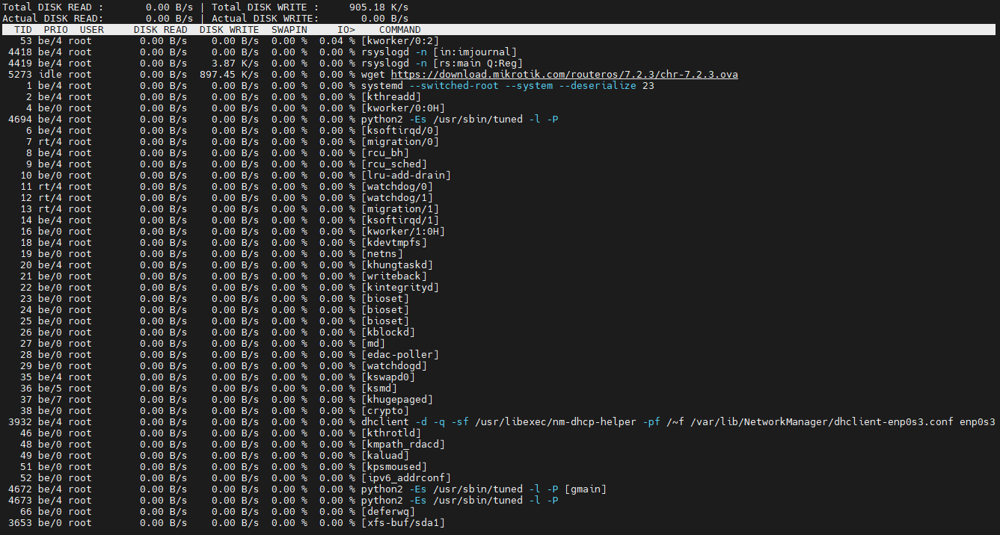 Total DISK READ :       0.00 B/s | Total DISK WRITE :     905.18 K/s
Actual DISK READ:       0.00 B/s | Actual DISK WRITE:       0.00 B/s
  TID  PRIO  USER     DISK READ  DISK WRITE  SWAPIN     IO>    COMMAND
   53 be/4 root        0.00 B/s    0.00 B/s  0.00 %  0.04 % [kworker/0:2]
 4418 be/4 root        0.00 B/s    0.00 B/s  0.00 %  0.00 % rsyslogd -n [in:imjournal]
 4419 be/4 root        0.00 B/s    3.87 K/s  0.00 %  0.00 % rsyslogd -n [rs:main Q:Reg]
 5273 idle root        0.00 B/s  897.45 K/s  0.00 %  0.00 % wget https://download.mikrotik.com/routeros/7.2.3/chr-7.2.3.ova
    1 be/4 root        0.00 B/s    0.00 B/s  0.00 %  0.00 % systemd --switched-root --system --deserialize 23
    2 be/4 root        0.00 B/s    0.00 B/s  0.00 %  0.00 % [kthreadd]
    4 be/0 root        0.00 B/s    0.00 B/s  0.00 %  0.00 % [kworker/0:0H]
 4694 be/4 root        0.00 B/s    0.00 B/s  0.00 %  0.00 % python2 -Es /usr/sbin/tuned -l -P
    6 be/4 root        0.00 B/s    0.00 B/s  0.00 %  0.00 % [ksoftirqd/0]
    7 rt/4 root        0.00 B/s    0.00 B/s  0.00 %  0.00 % [migration/0]
    8 be/4 root        0.00 B/s    0.00 B/s  0.00 %  0.00 % [rcu_bh]
    9 be/4 root        0.00 B/s    0.00 B/s  0.00 %  0.00 % [rcu_sched]
   10 be/0 root        0.00 B/s    0.00 B/s  0.00 %  0.00 % [lru-add-drain]
   11 rt/4 root        0.00 B/s    0.00 B/s  0.00 %  0.00 % [watchdog/0]
   12 rt/4 root        0.00 B/s    0.00 B/s  0.00 %  0.00 % [watchdog/1]
   13 rt/4 root        0.00 B/s    0.00 B/s  0.00 %  0.00 % [migration/1]
   14 be/4 root        0.00 B/s    0.00 B/s  0.00 %  0.00 % [ksoftirqd/1]
   16 be/0 root        0.00 B/s    0.00 B/s  0.00 %  0.00 % [kworker/1:0H]
   18 be/4 root        0.00 B/s    0.00 B/s  0.00 %  0.00 % [kdevtmpfs]
   19 be/0 root        0.00 B/s    0.00 B/s  0.00 %  0.00 % [netns]
   20 be/4 root        0.00 B/s    0.00 B/s  0.00 %  0.00 % [khungtaskd]
   21 be/0 root        0.00 B/s    0.00 B/s  0.00 %  0.00 % [writeback]
   22 be/0 root        0.00 B/s    0.00 B/s  0.00 %  0.00 % [kintegrityd]
   23 be/0 root        0.00 B/s    0.00 B/s  0.00 %  0.00 % [bioset]
   24 be/0 root        0.00 B/s    0.00 B/s  0.00 %  0.00 % [bioset]
   25 be/0 root        0.00 B/s    0.00 B/s  0.00 %  0.00 % [bioset]
   26 be/0 root        0.00 B/s    0.00 B/s  0.00 %  0.00 % [kblockd]
   27 be/0 root        0.00 B/s    0.00 B/s  0.00 %  0.00 % [md]
   28 be/0 root        0.00 B/s    0.00 B/s  0.00 %  0.00 % [edac-poller]
   29 be/0 root        0.00 B/s    0.00 B/s  0.00 %  0.00 % [watchdogd]
   35 be/4 root        0.00 B/s    0.00 B/s  0.00 %  0.00 % [kswapd0]
   36 be/5 root        0.00 B/s    0.00 B/s  0.00 %  0.00 % [ksmd]
   37 be/7 root        0.00 B/s    0.00 B/s  0.00 %  0.00 % [khugepaged]
   38 be/0 root        0.00 B/s    0.00 B/s  0.00 %  0.00 % [crypto]
 3932 be/4 root        0.00 B/s    0.00 B/s  0.00 %  0.00 % dhclient -d -q -sf /usr/libexec/nm-dhcp-helper -pf /~f /var/lib/NetworkManager/dhclient-enp0s3.conf enp0s3
   46 be/0 root        0.00 B/s    0.00 B/s  0.00 %  0.00 % [kthrotld]
   48 be/0 root        0.00 B/s    0.00 B/s  0.00 %  0.00 % [kmpath_rdacd]
   49 be/0 root        0.00 B/s    0.00 B/s  0.00 %  0.00 % [kaluad]
   51 be/0 root        0.00 B/s    0.00 B/s  0.00 %  0.00 % [kpsmoused]
   52 be/0 root        0.00 B/s    0.00 B/s  0.00 %  0.00 % [ipv6_addrconf]
 4672 be/4 root        0.00 B/s    0.00 B/s  0.00 %  0.00 % python2 -Es /usr/sbin/tuned -l -P [gmain]
 4673 be/4 root        0.00 B/s    0.00 B/s  0.00 %  0.00 % python2 -Es /usr/sbin/tuned -l -P
   66 be/0 root        0.00 B/s    0.00 B/s  0.00 %  0.00 % [deferwq]
 3653 be/0 root        0.00 B/s    0.00 B/s  0.00 %  0.00 % [xfs-buf/sda1]